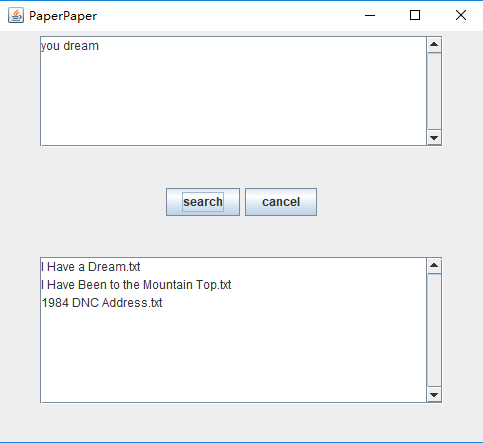 PaperPaper
you dream
search cancel
I Have a Dream.txt
I Have Been to the Mountain Top.txt
1984 DNC Address.txt